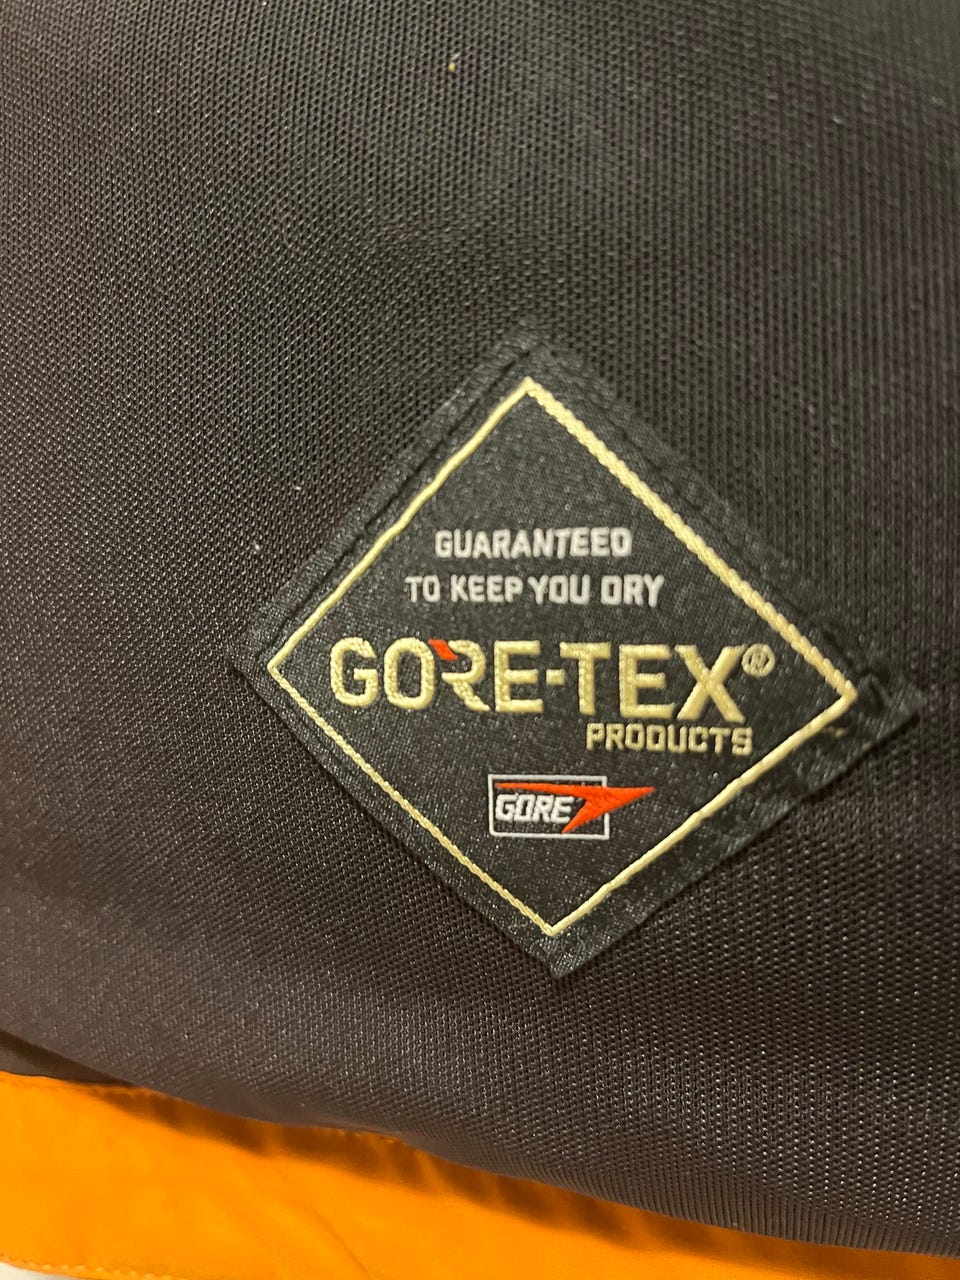 GUARANTEED
TO KEEP YOU DRY
GORE-TEX®
PRODUCTS
GORE